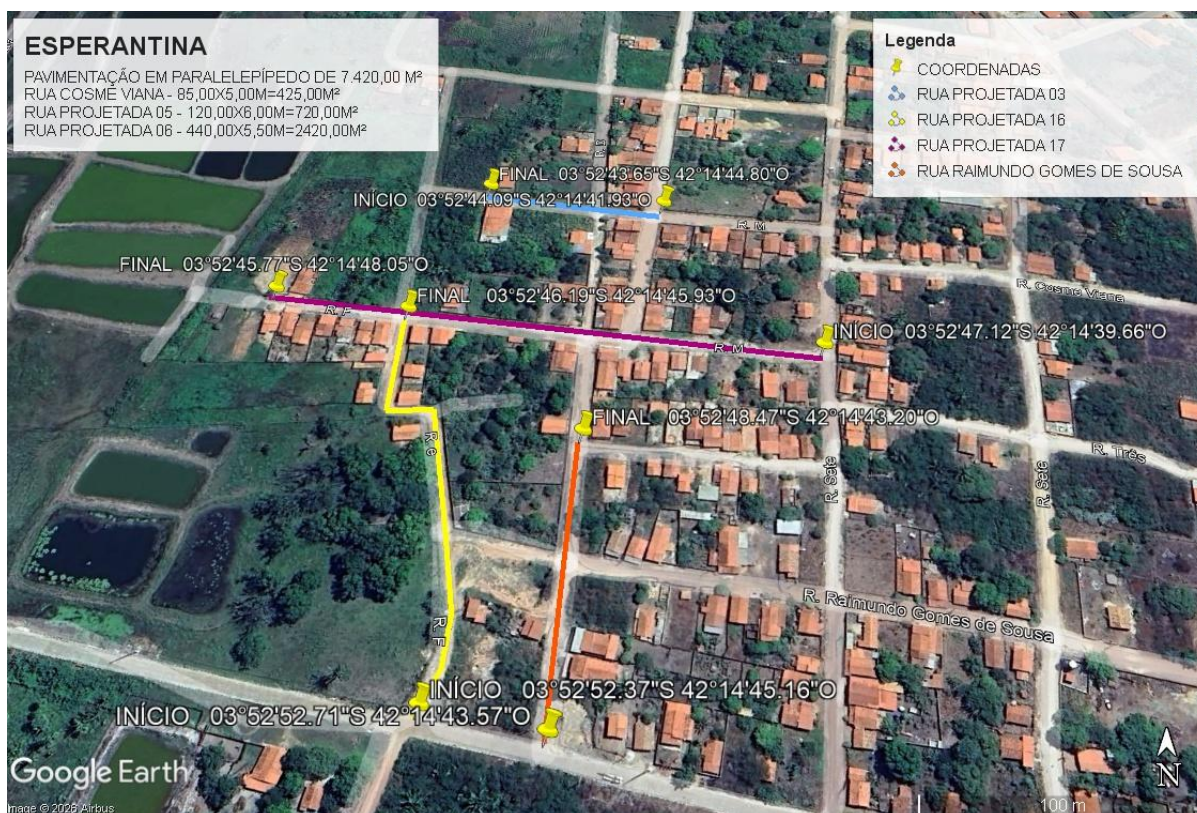 ESPERANTINA
PAVIMENTAÇÃO EM PARALELEPÍPEDO DE 7.420,00 M²
RUA COSME VIANA - 85,00X5,00M=425,00M²
RUA PROJETADA 05 - 120,00X6,00M=720,00M²
RUA PROJETADA 06 - 440,00X5,50M=2420,00M²
Legenda
COORDENADAS
RUA PROJETADA 03
RUA PROJETADA 16
RUA PROJETADA 17
RUA RAIMUNDO GOMES DE SOUSA
FINAL 03°52'43.65"S 42°14'44.80"O
INÍCIO 03°52'44.09"S 42°14'41.93"O
R. M
FINAL 03°52'45.77"S 42°14'48.05"O
R. Cosme Viana
FINAL 03°52'46.19"S 42°14'45.93"O
R. F
INÍCIO 03°52'47.12"S 42°14'39.66"O
R. M
FINAL 03°52'48.47"S 42°14'43.20"O
R e
R. Três
R. Sete
R. Sete
R. Raimundo Gomes de Sousa
R. F
INÍCIO 03°52'52.37"S 42°14'45.16"O
INÍCIO 03°52'52.71"S 42°14'43.57"O
Google Earth
Image © 2026 Airbus
100 m
N